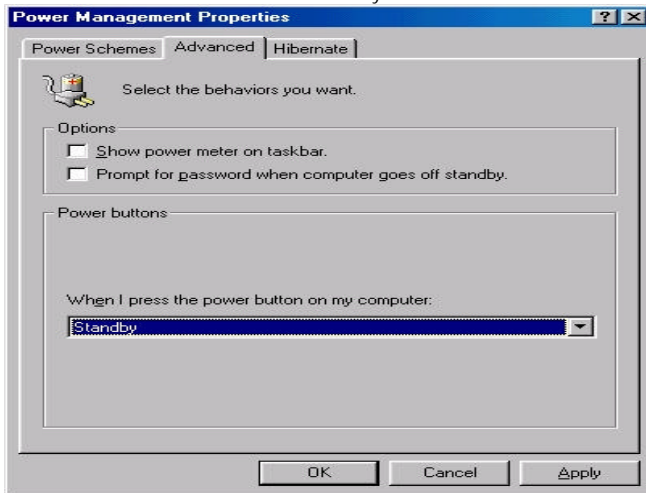 Power Management Properties
Power Schemes Advanced Hibernate
Select the behaviors you want.
Options
Show power meter on taskbar.
Prompt for password when computer goes off standby.
Power buttons
When I press the power button on my computer:
Standby
OK Cancel Apply